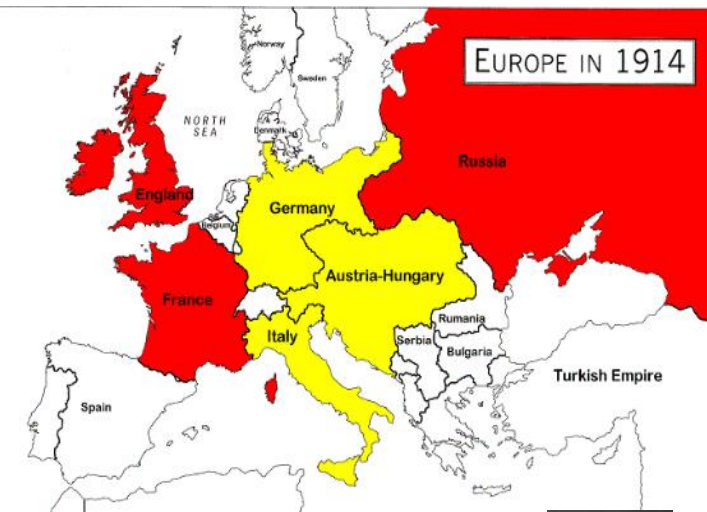 Norway
EUROPE IN 1914
Sweden
NORTH
SEA
Denmark
Russia
England
Germany
Belgium
Austria-Hungary
France
Rumania
Italy
Serbia
Bulgaria
Turkish Empire
Spain